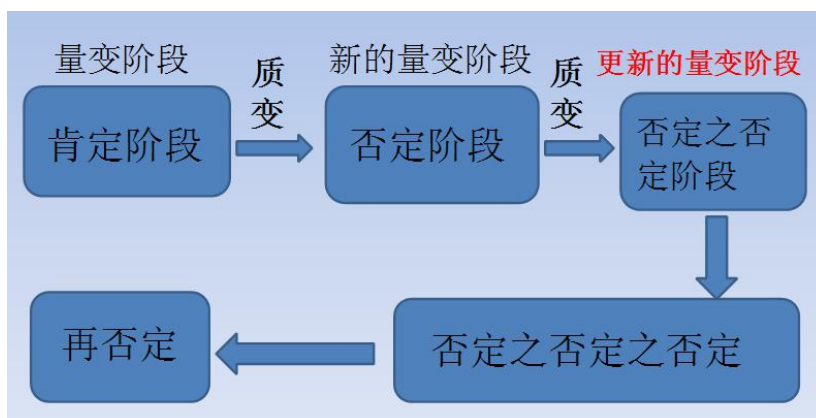 量变阶段
质变
新的量变阶段
质变
更新的量变阶段
肯定阶段
否定阶段
否定之否
定阶段
再否定
否定之否定之否定